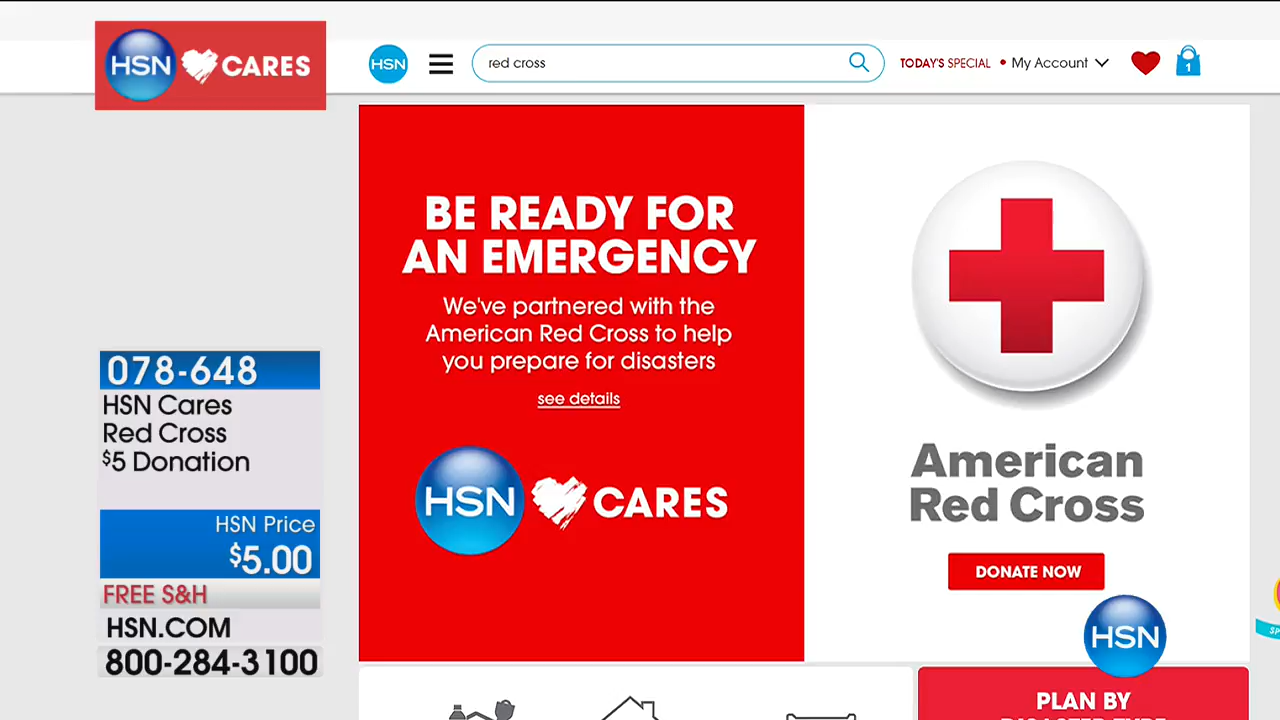 HSN CARES
HSN
red cross
TODAY'S SPECIAL • My Account
1
BE READY FOR
AN EMERGENCY
We've partnered with the
American Red Cross to help
you prepare for disasters
see details
HSN CARES
American
Red Cross
DONATE NOW
HSN
PLAN BY
DISASTER TYPE
078-648
HSN Cares
Red Cross
$5 Donation
HSN Price
$5.00
FREE S&H
HSN.COM
800-284-3100